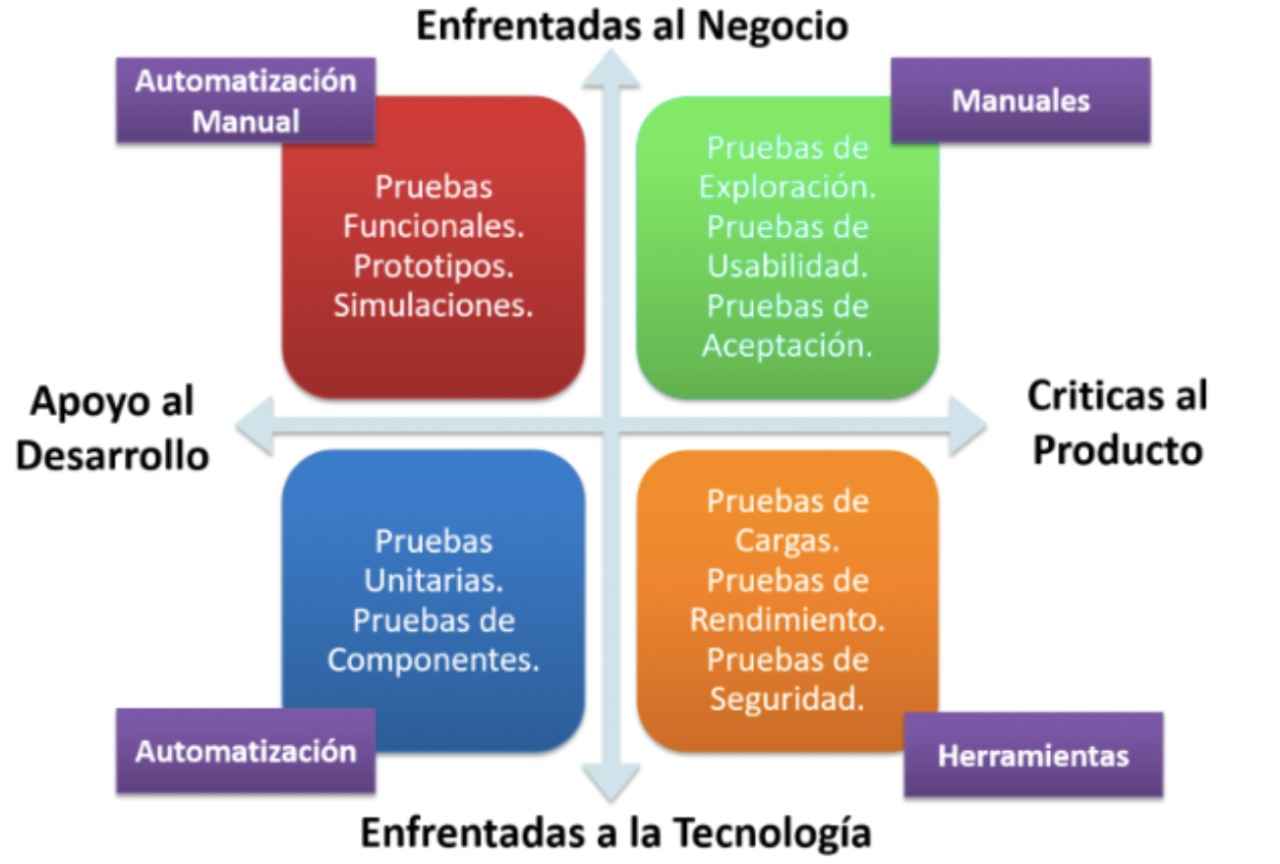 Enfrentadas al Negocio
Automatización
Manual
Manuales
Pruebas
Funcionales.
Prototipos.
Simulaciones.
Pruebas de
Exploración.
Pruebas de
Usabilidad.
Pruebas de
Aceptación.
Apoyo al
Desarrollo
Criticas al
Producto
Pruebas
Unitarias.
Pruebas de
Componentes.
Pruebas de
Cargas.
Pruebas de
Rendimiento.
Pruebas de
Seguridad.
Automatización
Herramientas
Enfrentadas a la Tecnología